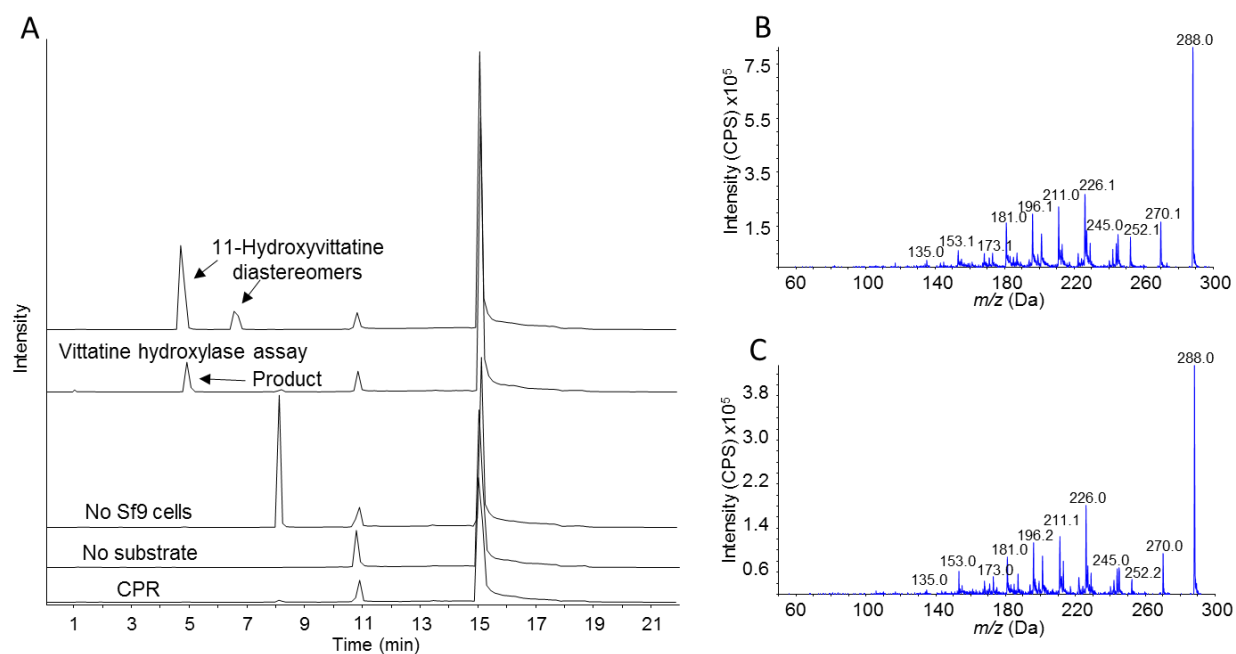 A
Intensity
11-Hydroxyvittatine
diastereomers
Vittatine hydroxylase assay
Product
No Sf9 cells
No substrate
CPR
1 3 5 7 9 11 13 15 17 19 21
Time (min)
B
Intensity (CPS) x10⁵
7.5
5.5
3.5
1.5
288.0
226.1
211.0
196.1
181.0
270.1
245.0
252.1
153.1
173.1
135.0
60 100 140 180 220 260 300
m/z (Da)
C
Intensity (CPS) x10⁵
3.8
3.0
2.2
1.4
0.6
288.0
226.0
211.1
196.2
181.0
270.0
245.0
252.2
153.0
173.0
135.0
60 100 140 180 220 260 300
m/z (Da)